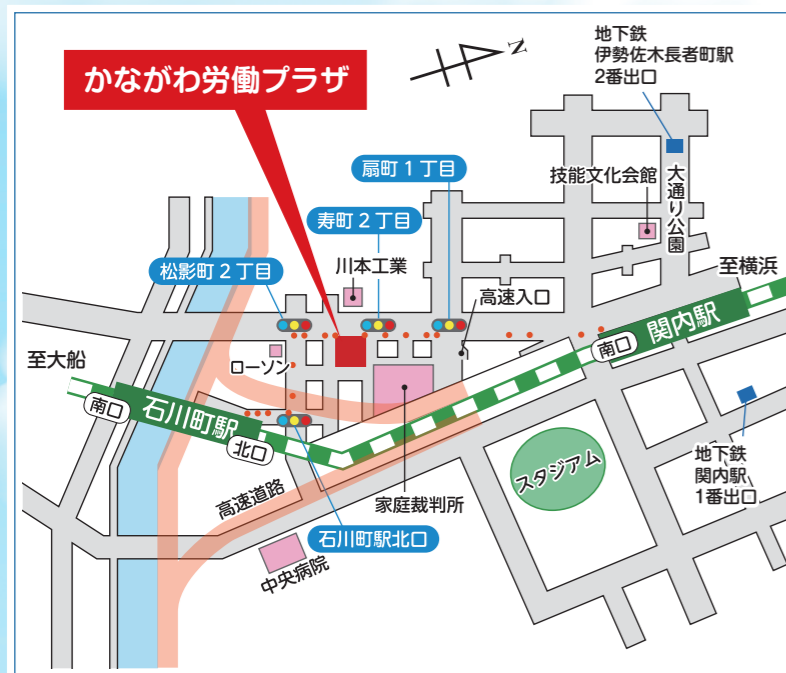 かながわ労働プラザ
N
地下鉄
伊勢佐木長者町駅
2番出口
扇町1丁目
技能文化会館
大通り公園
寿町2丁目
松影町2丁目
川本工業
高速入口
至横浜
関内駅
南口
至大船
ローソン
南口
石川町駅
北口
高速道路
家庭裁判所
スタジアム
地下鉄
関内駅
1番出口
石川町駅北口
中央病院